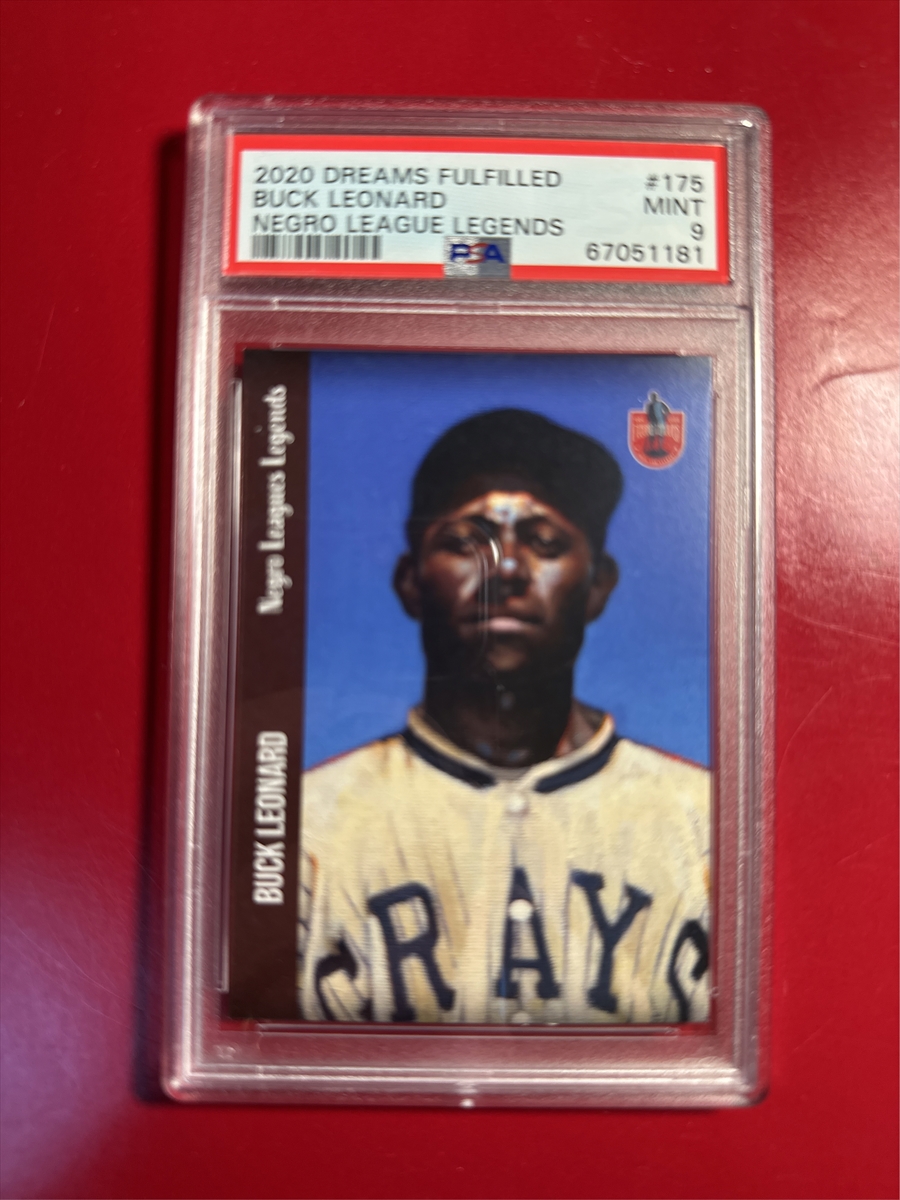 2020 DREAMS FULFILLED #175
BUCK LEONARD MINT
NEGRO LEAGUE LEGENDS 9
PSA 67051181
Negro Leagues Legends
BUCK LEONARD
GRAYS